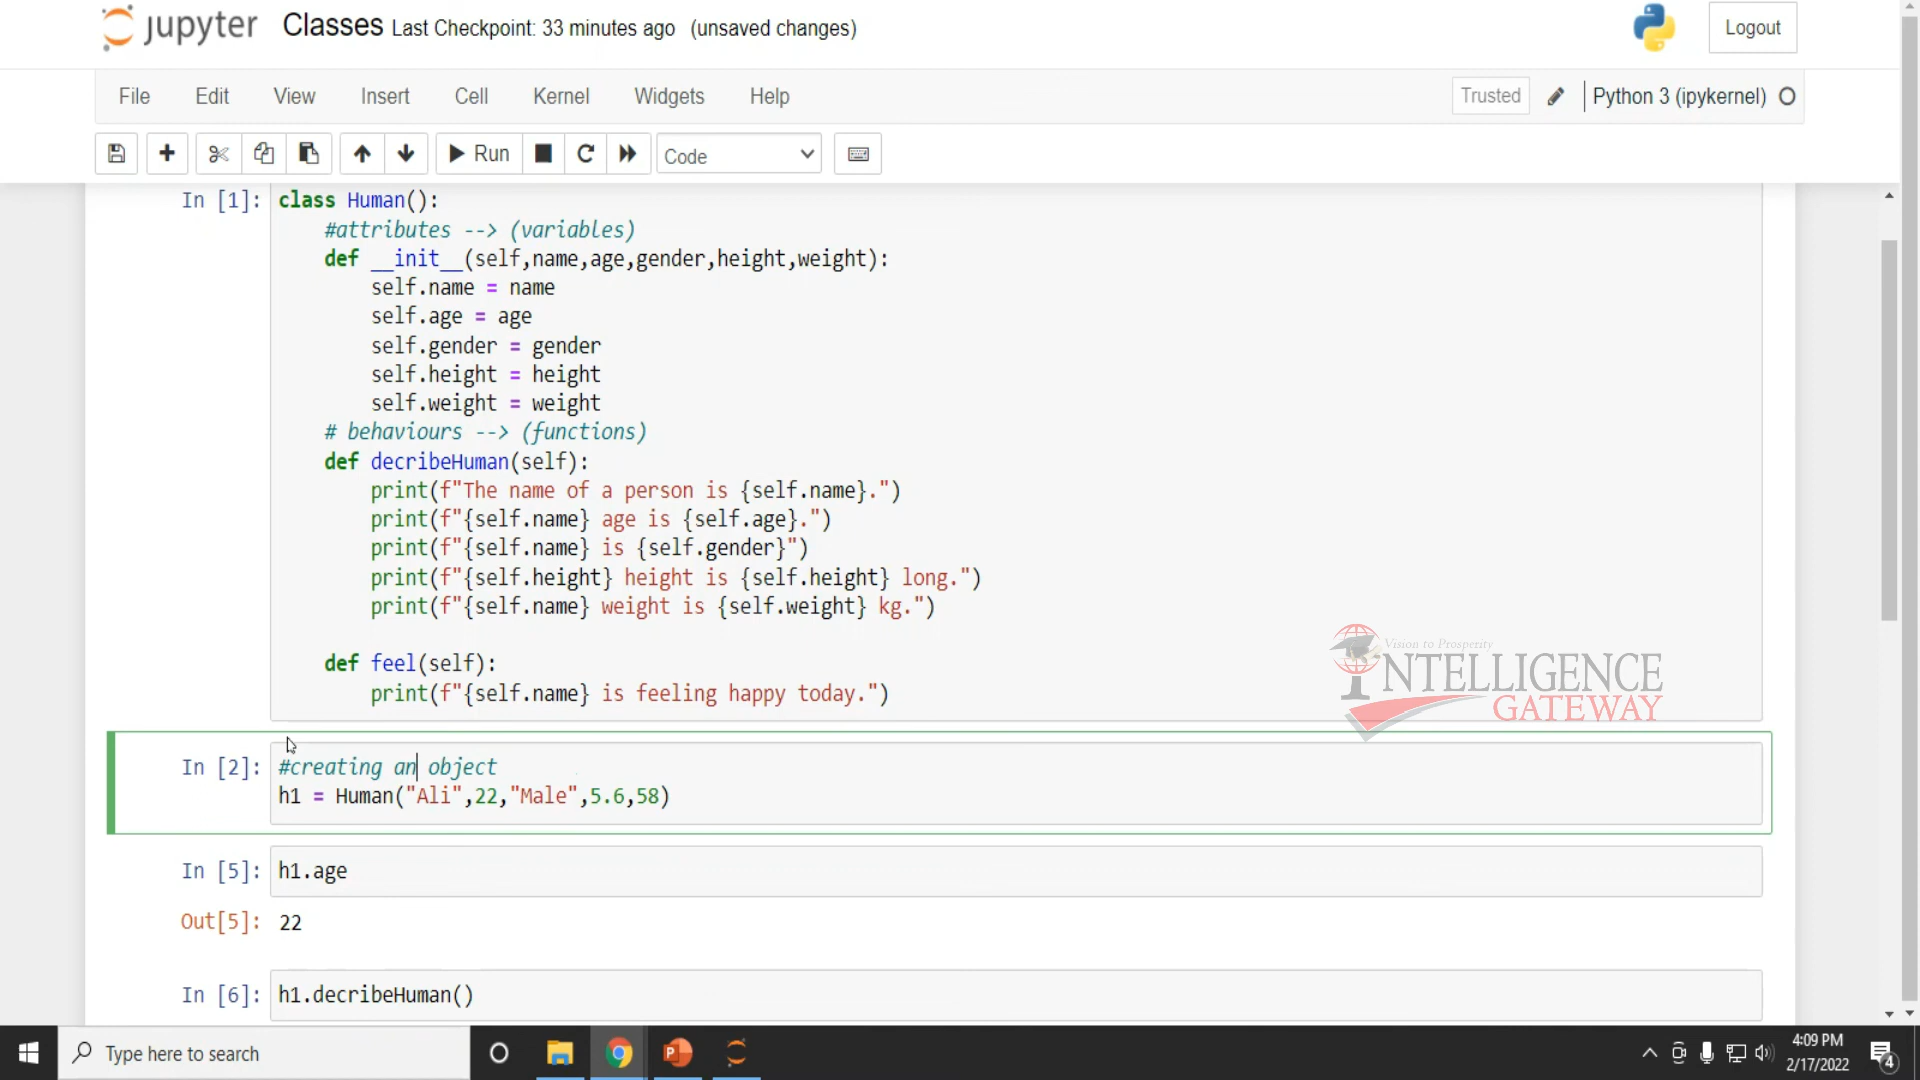 jupyter Classes Last Checkpoint: 33 minutes ago (unsaved changes) Logout
File Edit View Insert Cell Kernel Widgets Help Trusted Python 3 (ipykernel)
Run Code
In [1]: class Human():
#attributes --> (variables)
def __init__(self,name,age,gender,height,weight):
self.name = name
self.age = age
self.gender = gender
self.height = height
self.weight = weight
# behaviours --> (functions)
def decribeHuman(self):
print(f"The name of a person is {self.name}.")
print(f"{self.name} age is {self.age}.")
print(f"{self.name} is {self.gender}")
print(f"{self.height} height is {self.height} long.")
print(f"{self.name} weight is {self.weight} kg.")
def feel(self):
print(f"{self.name} is feeling happy today.")
Vision to Prosperity
INTELLIGENCE
GATEWAY
In [2]: #creating an object
h1 = Human("Ali",22,"Male",5.6,58)
In [5]: h1.age
Out[5]: 22
In [6]: h1.decribeHuman()
Type here to search
4:09 PM
2/17/2022
4